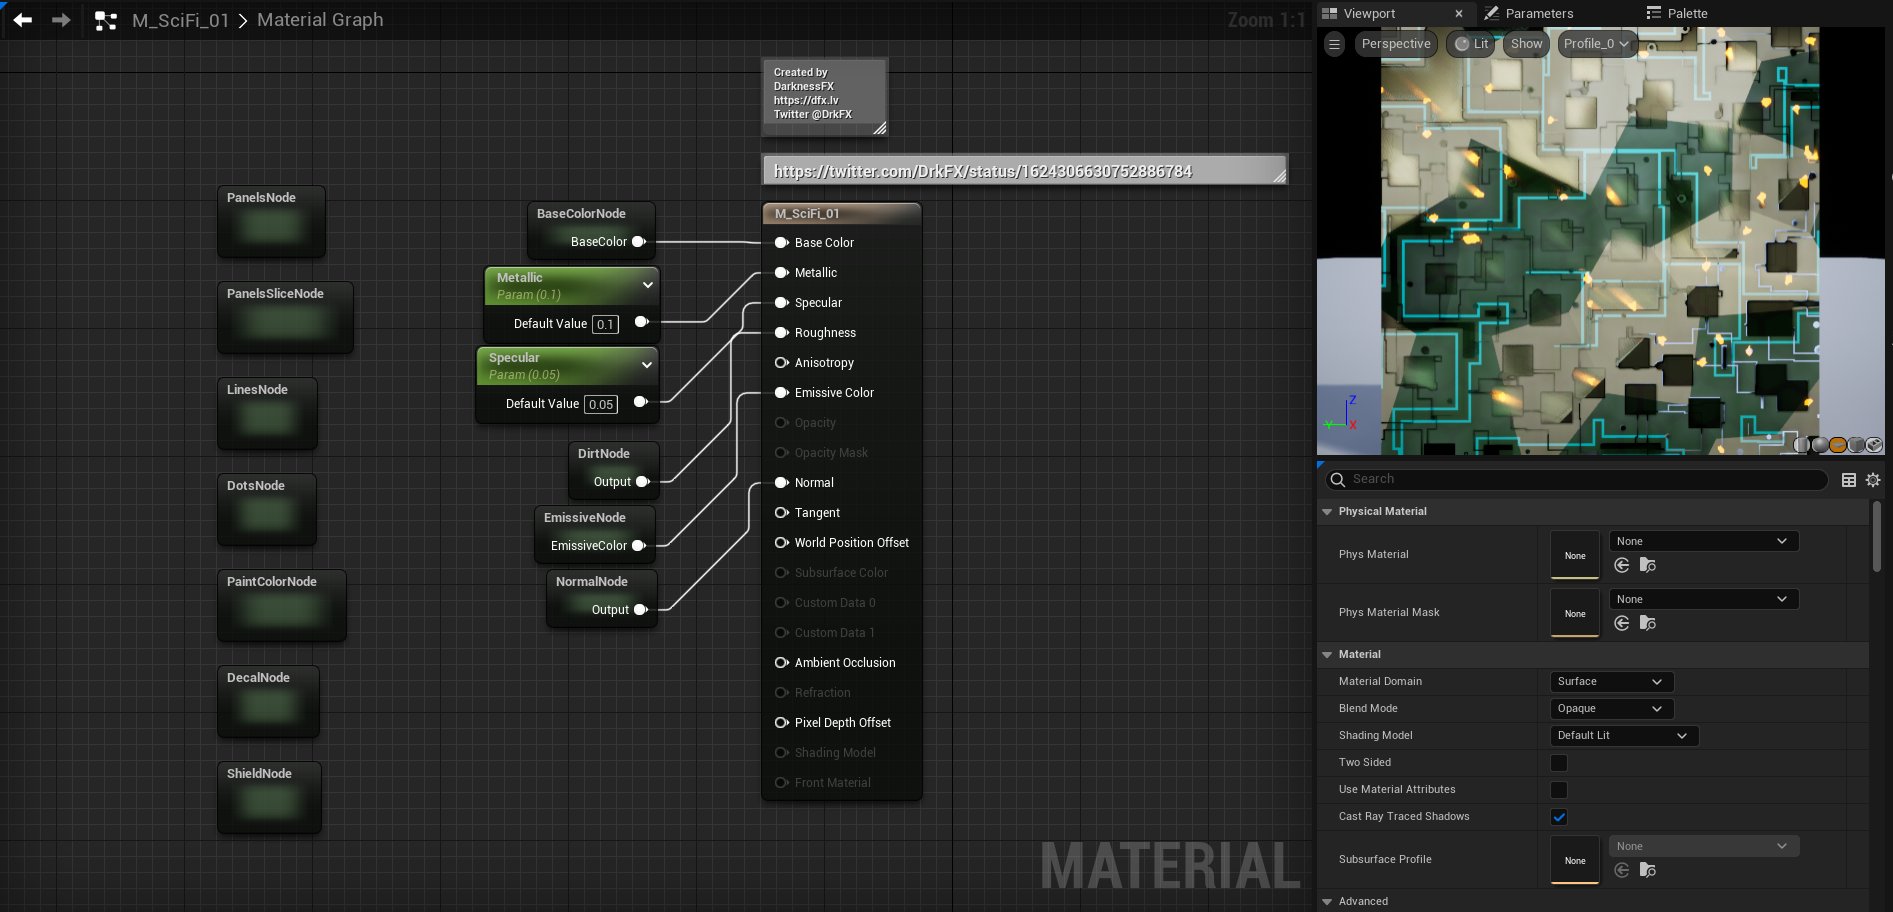 M_SciFi_01 > Material Graph
Zoom 1:1
Created by
DarknessFX
https://dfx.lv
Twitter @DrkFX
https://twitter.com/DrkFX/status/1624306630752886784
PanelsNode
PanelsSliceNode
LinesNode
DotsNode
PaintColorNode
DecalNode
ShieldNode
BaseColorNode
BaseColor
Metallic
Param (0.1)
Default Value 0.1
Specular
Param (0.05)
Default Value 0.05
DirtNode
Output
EmissiveNode
EmissiveColor
NormalNode
Output
M_SciFi_01
Base Color
Metallic
Specular
Roughness
Anisotropy
Emissive Color
Opacity
Opacity Mask
Normal
Tangent
World Position Offset
Subsurface Color
Custom Data 0
Custom Data 1
Ambient Occlusion
Refraction
Pixel Depth Offset
Shading Model
Front Material
MATERIAL
Viewport
Parameters
Palette
Perspective
Lit
Show
Profile_0
Z
Y
X
Search
Physical Material
Phys Material
None
None
Phys Material Mask
None
None
Material
Material Domain
Surface
Blend Mode
Opaque
Shading Model
Default Lit
Two Sided
Use Material Attributes
Cast Ray Traced Shadows
Subsurface Profile
None
None
Advanced